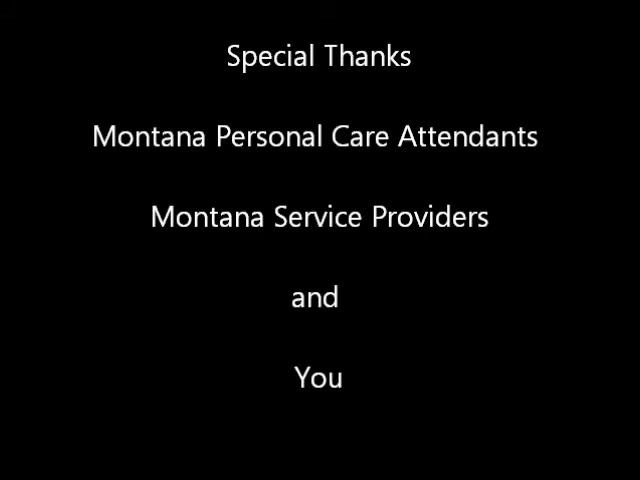 Special Thanks
Montana Personal Care Attendants
Montana Service Providers
and
You